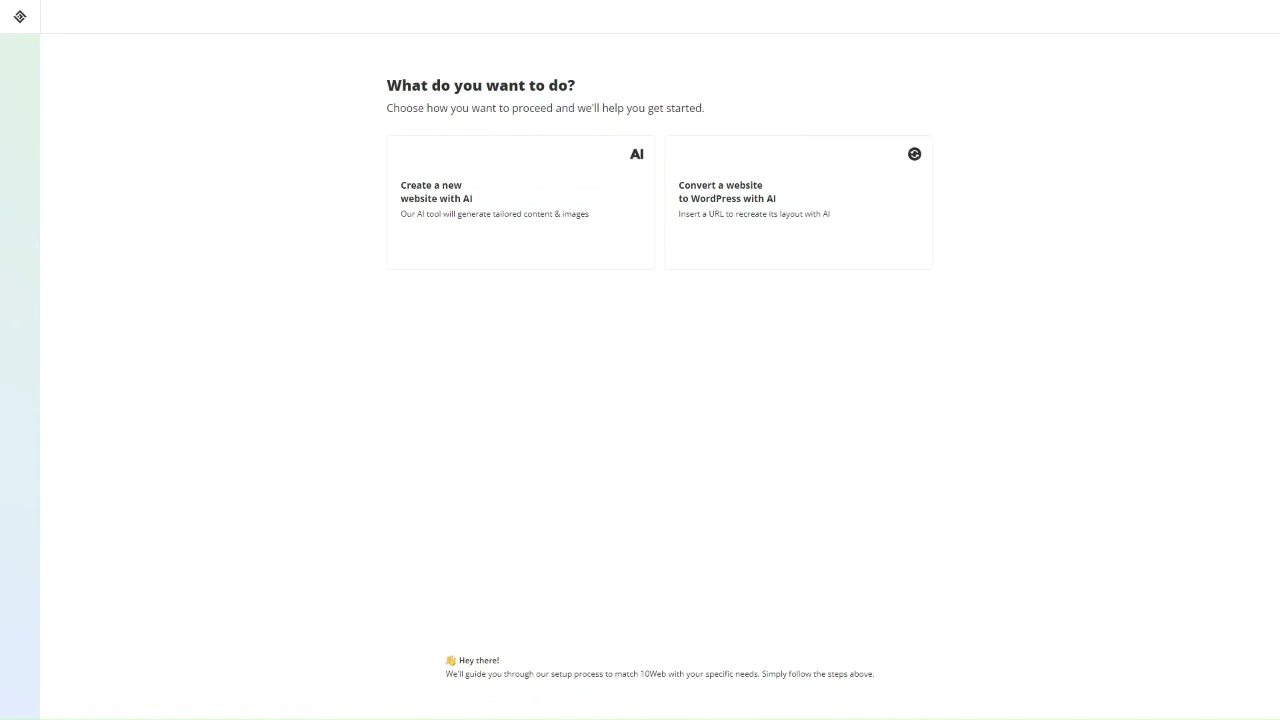 What do you want to do?
Choose how you want to proceed and we'll help you get started.
AI
Create a new
website with AI
Our AI tool will generate tailored content & images
Convert a website
to WordPress with AI
Insert a URL to recreate its layout with AI
👋 Hey there!
We'll guide you through our setup process to match 10Web with your specific needs. Simply follow the steps above.